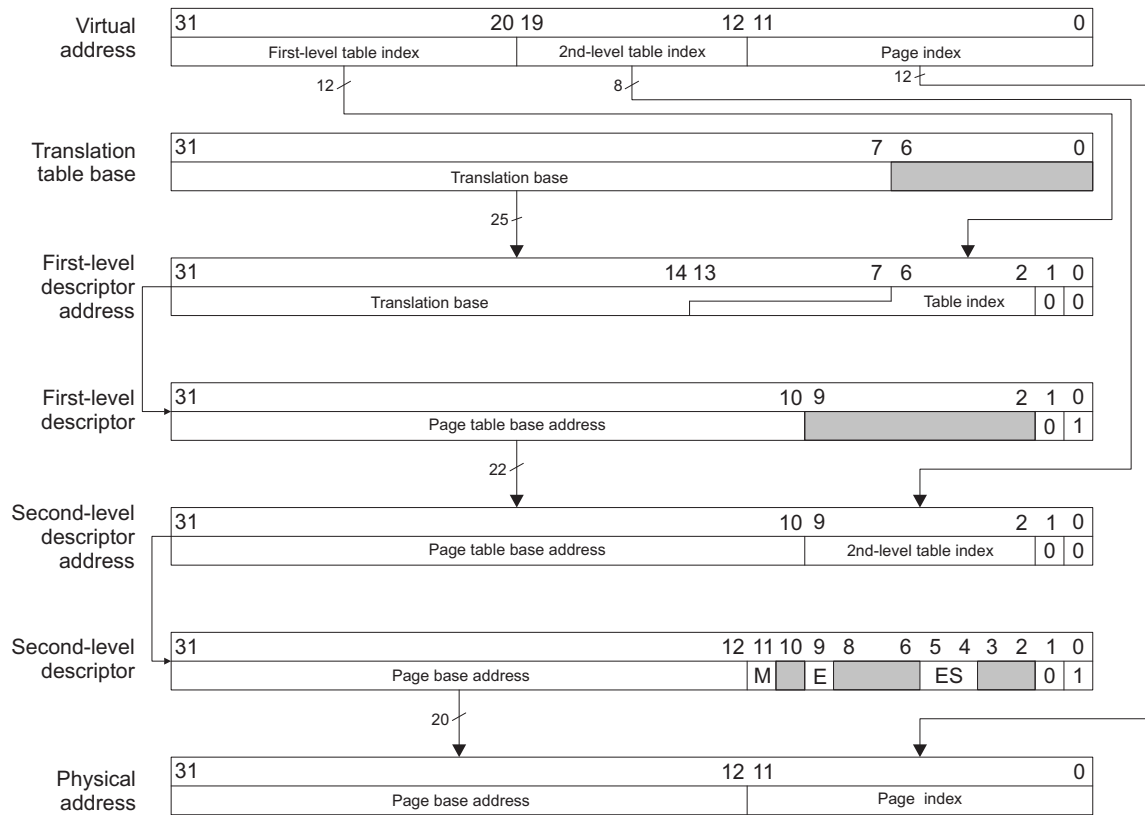 Virtual address
31 20 19 12 11 0
First-level table index 2nd-level table index Page index
12 8 12
Translation table base
31 7 6 0
Translation base
25
First-level descriptor address
31 14 13 7 6 2 1 0
Translation base Table index 0 0
First-level descriptor
31 10 9 2 1 0
Page table base address 0 1
22
Second-level descriptor address
31 10 9 2 1 0
Page table base address 2nd-level table index 0 0
Second-level descriptor
31 12 11 10 9 8 6 5 4 3 2 1 0
Page base address M E ES 0 1
20
Physical address
31 12 11 0
Page base address Page index